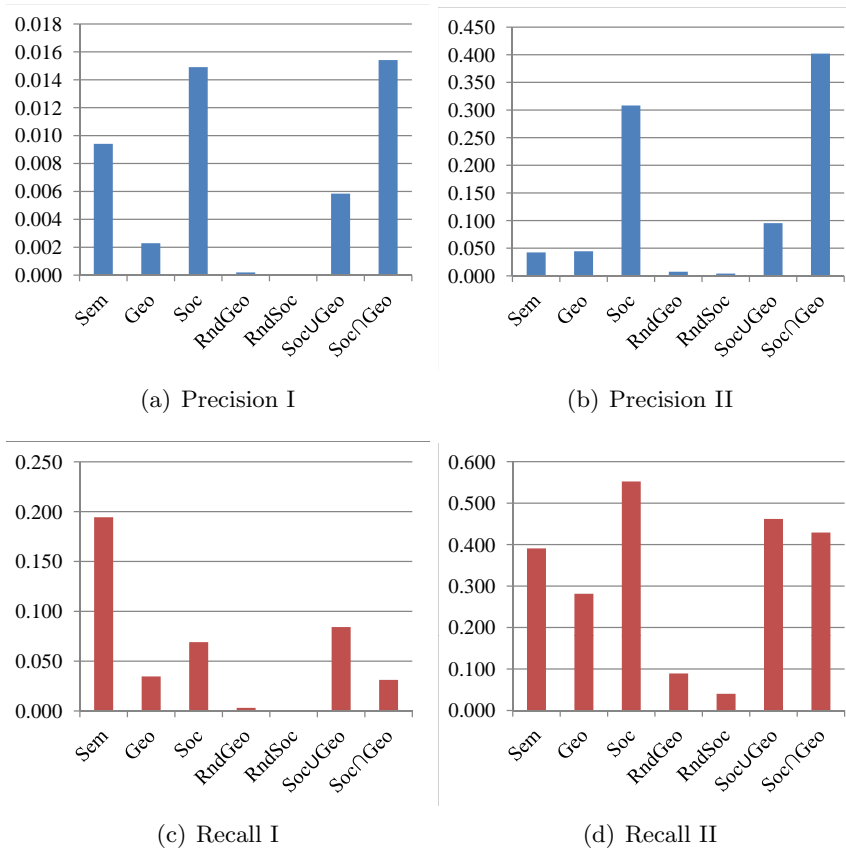 0.018
0.016
0.014
0.012
0.010
0.008
0.006
0.004
0.002
0.000
Sem
Geo
Soc
RndGeo
RndSoc
Soc∪Geo
Soc∩Geo
(a) Precision I
0.450
0.400
0.350
0.300
0.250
0.200
0.150
0.100
0.050
0.000
Sem
Geo
Soc
RndGeo
RndSoc
Soc∪Geo
Soc∩Geo
(b) Precision II
0.250
0.200
0.150
0.100
0.050
0.000
Sem
Geo
Soc
RndGeo
RndSoc
Soc∪Geo
Soc∩Geo
(c) Recall I
0.600
0.500
0.400
0.300
0.200
0.100
0.000
Sem
Geo
Soc
RndGeo
RndSoc
Soc∪Geo
Soc∩Geo
(d) Recall II